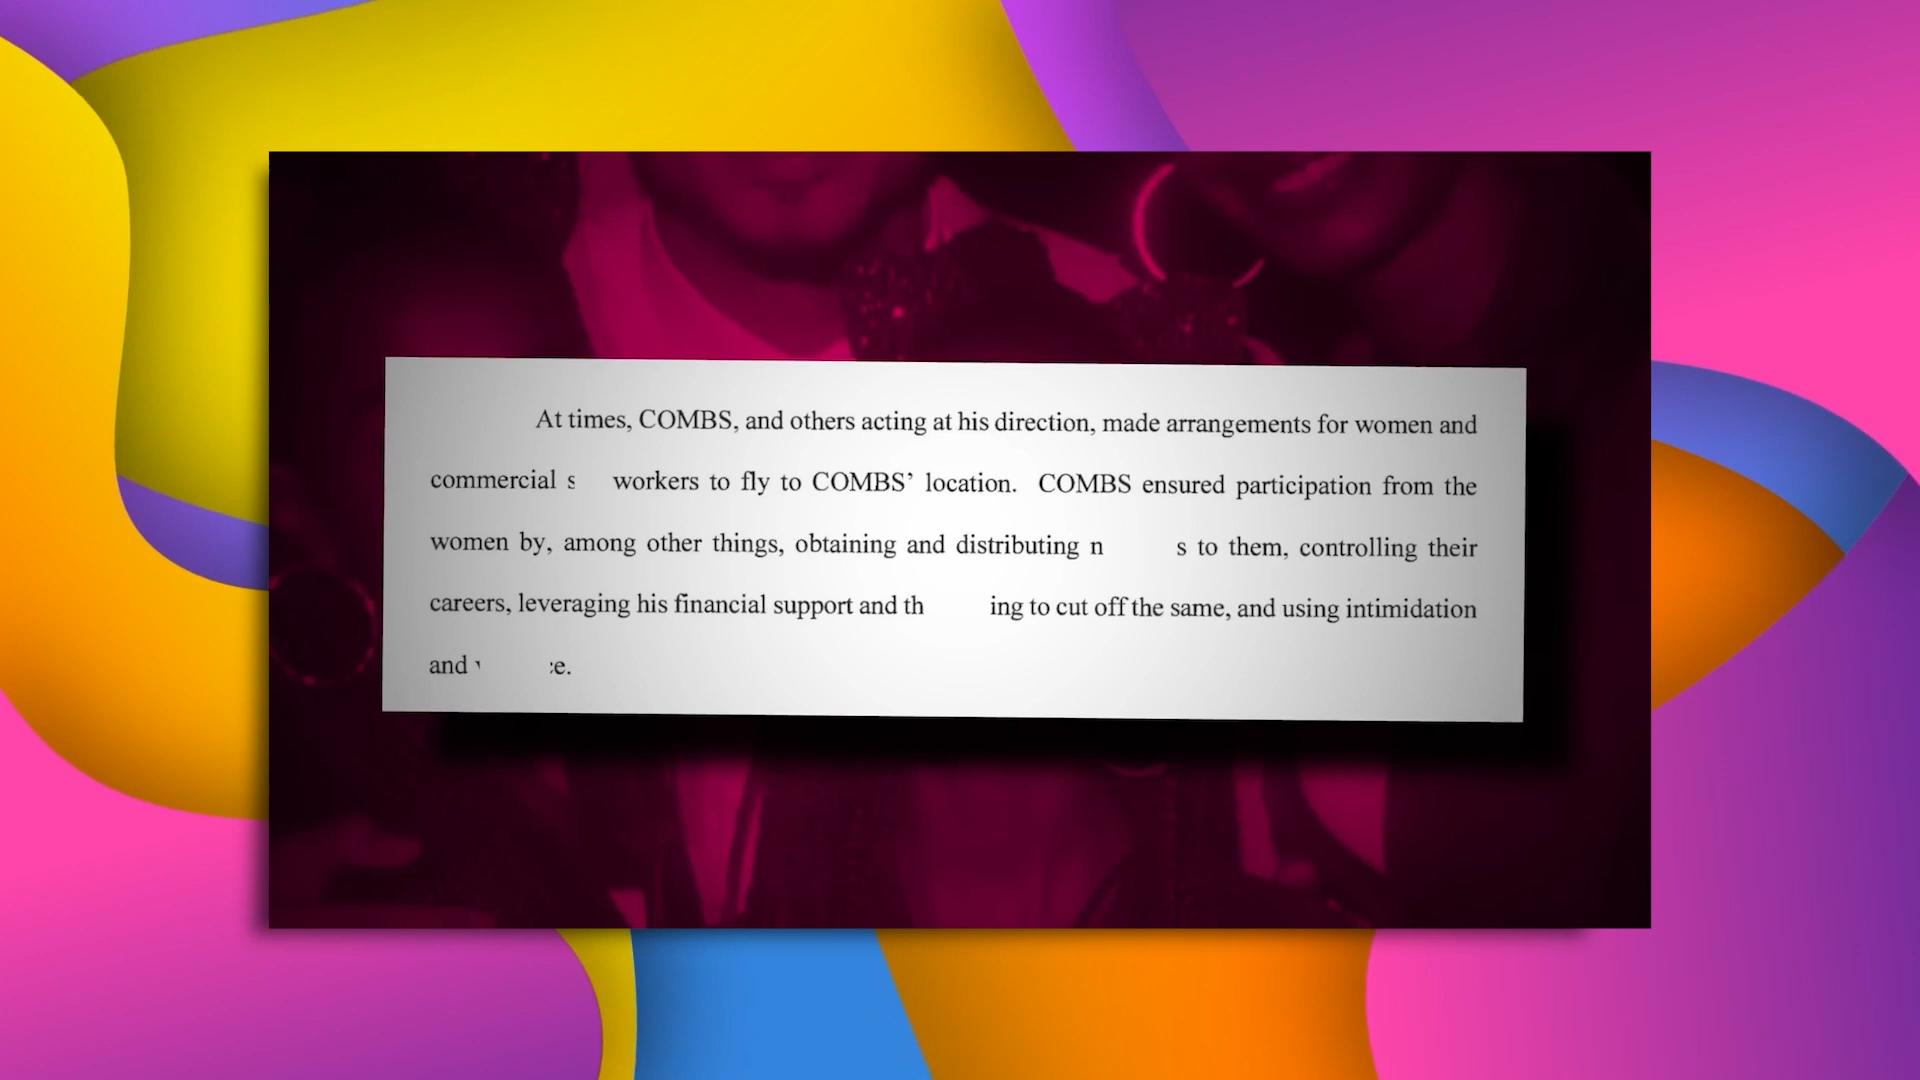 At times, COMBS, and others acting at his direction, made arrangements for women and
commercial s workers to fly to COMBS’ location. COMBS ensured participation from the
women by, among other things, obtaining and distributing n s to them, controlling their
careers, leveraging his financial support and th ing to cut off the same, and using intimidation
and e.